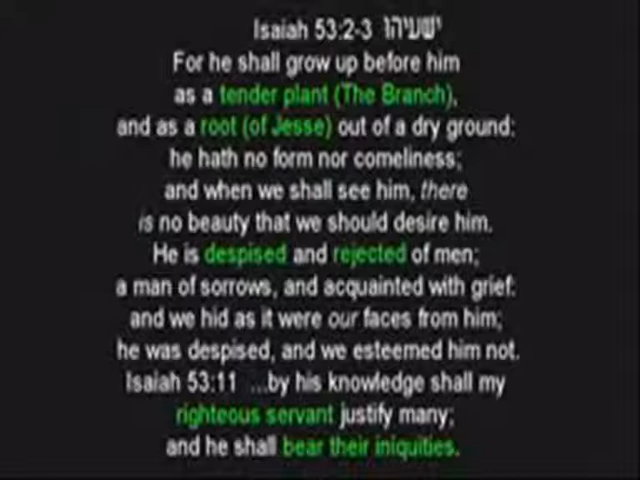 Isaiah 53:2-3 ישעיהו
For he shall grow up before him
as a tender plant (The Branch),
and as a root (of Jesse) out of a dry ground:
he hath no form nor comeliness;
and when we shall see him, there
is no beauty that we should desire him.
He is despised and rejected of men;
a man of sorrows, and acquainted with grief:
and we hid as it were our faces from him;
he was despised, and we esteemed him not.
Isaiah 53:11 ...by his knowledge shall my
righteous servant justify many;
and he shall bear their iniquities.